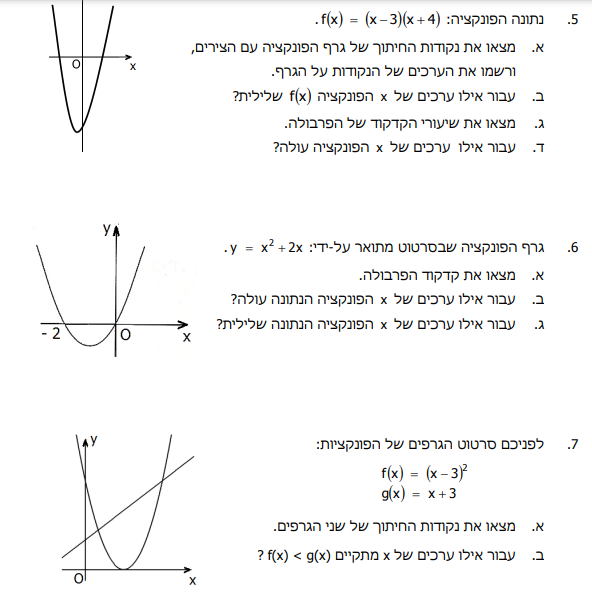 5. נתונה הפונקציה: f(x) = (x – 3)(x + 4) .
א. מצאו את נקודות החיתוך של גרף הפונקציה עם הצירים,
ורשמו את הערכים של הנקודות על הגרף.
ב. עבור אילו ערכים של x הפונקציה f(x) שלילית?
ג. מצאו את שיעורי הקדקוד של הפרבולה.
ד. עבור אילו ערכים של x הפונקציה עולה?
O
x
6. גרף הפונקציה שבסרטוט מתואר על-ידי: y = x² + 2x .
א. מצאו את קדקוד הפרבולה.
ב. עבור אילו ערכים של x הפונקציה הנתונה עולה?
ג. עבור אילו ערכים של x הפונקציה הנתונה שלילית?
y
- 2
O
x
7. לפניכם סרטוט הגרפים של הפונקציות:
f(x) = (x – 3)²
g(x) = x + 3
א. מצאו את נקודות החיתוך של שני הגרפים.
ב. עבור אילו ערכים של x מתקיים f(x) < g(x) ?
y
O
x